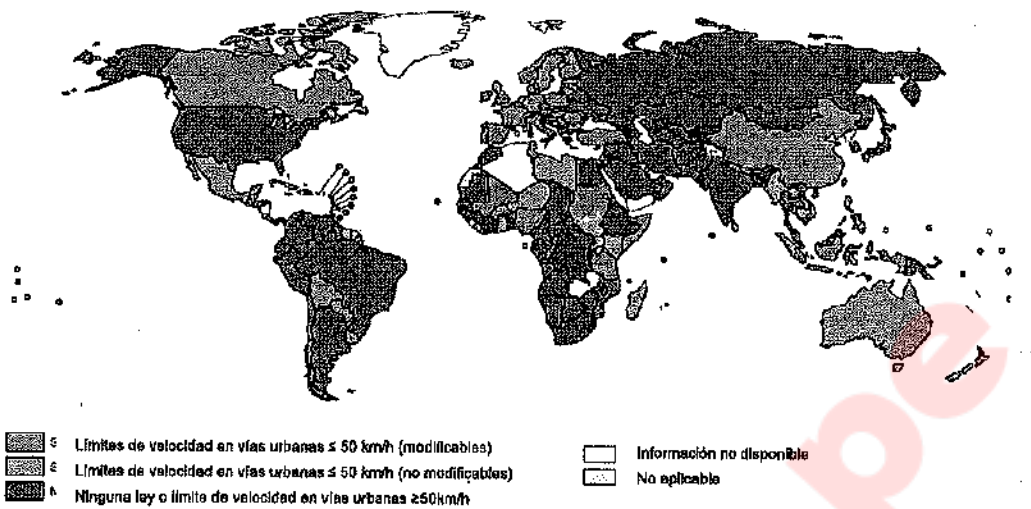 Límites de velocidad en vías urbanas ≤ 50 km/h (modificables)
Límites de velocidad en vías urbanas ≤ 50 km/h (no modificables)
Ninguna ley o límite de velocidad en vías urbanas ≥50km/h
Información no disponible
No aplicable
pe